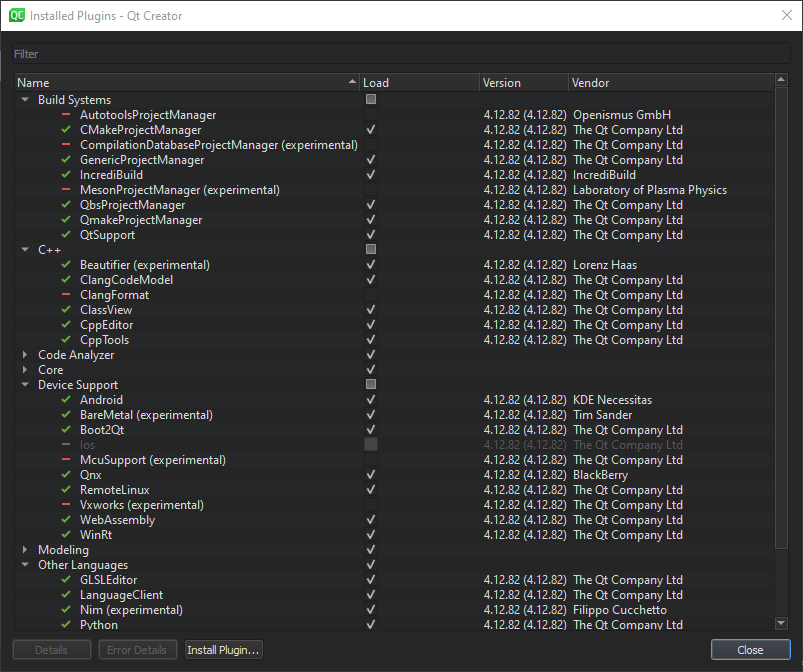 QC Installed Plugins - Qt Creator
Filter
Name Load Version Vendor
Build Systems
AutotoolsProjectManager 4.12.82 (4.12.82) Openismus GmbH
CMakeProjectManager 4.12.82 (4.12.82) The Qt Company Ltd
CompilationDatabaseProjectManager (experimental) 4.12.82 (4.12.82) The Qt Company Ltd
GenericProjectManager 4.12.82 (4.12.82) The Qt Company Ltd
IncrediBuild 4.12.82 (4.12.82) IncrediBuild
MesonProjectManager (experimental) 4.12.82 (4.12.82) Laboratory of Plasma Physics
QbsProjectManager 4.12.82 (4.12.82) The Qt Company Ltd
QmakeProjectManager 4.12.82 (4.12.82) The Qt Company Ltd
QtSupport 4.12.82 (4.12.82) The Qt Company Ltd
C++
Beautifier (experimental) 4.12.82 (4.12.82) Lorenz Haas
ClangCodeModel 4.12.82 (4.12.82) The Qt Company Ltd
ClangFormat 4.12.82 (4.12.82) The Qt Company Ltd
ClassView 4.12.82 (4.12.82) The Qt Company Ltd
CppEditor 4.12.82 (4.12.82) The Qt Company Ltd
CppTools 4.12.82 (4.12.82) The Qt Company Ltd
Code Analyzer
Core
Device Support
Android 4.12.82 (4.12.82) KDE Necessitas
BareMetal (experimental) 4.12.82 (4.12.82) Tim Sander
Boot2Qt 4.12.82 (4.12.82) The Qt Company Ltd
Ios 4.12.82 (4.12.82) The Qt Company Ltd
McuSupport (experimental) 4.12.82 (4.12.82) The Qt Company Ltd
Qnx 4.12.82 (4.12.82) BlackBerry
RemoteLinux 4.12.82 (4.12.82) The Qt Company Ltd
Vxworks (experimental) 4.12.82 (4.12.82) The Qt Company Ltd
WebAssembly 4.12.82 (4.12.82) The Qt Company Ltd
WinRt 4.12.82 (4.12.82) The Qt Company Ltd
Modeling
Other Languages
GLSLEditor 4.12.82 (4.12.82) The Qt Company Ltd
LanguageClient 4.12.82 (4.12.82) The Qt Company Ltd
Nim (experimental) 4.12.82 (4.12.82) Filippo Cucchetto
Python 4.12.82 (4.12.82) The Qt Company Ltd
Details Error Details Install Plugin... Close